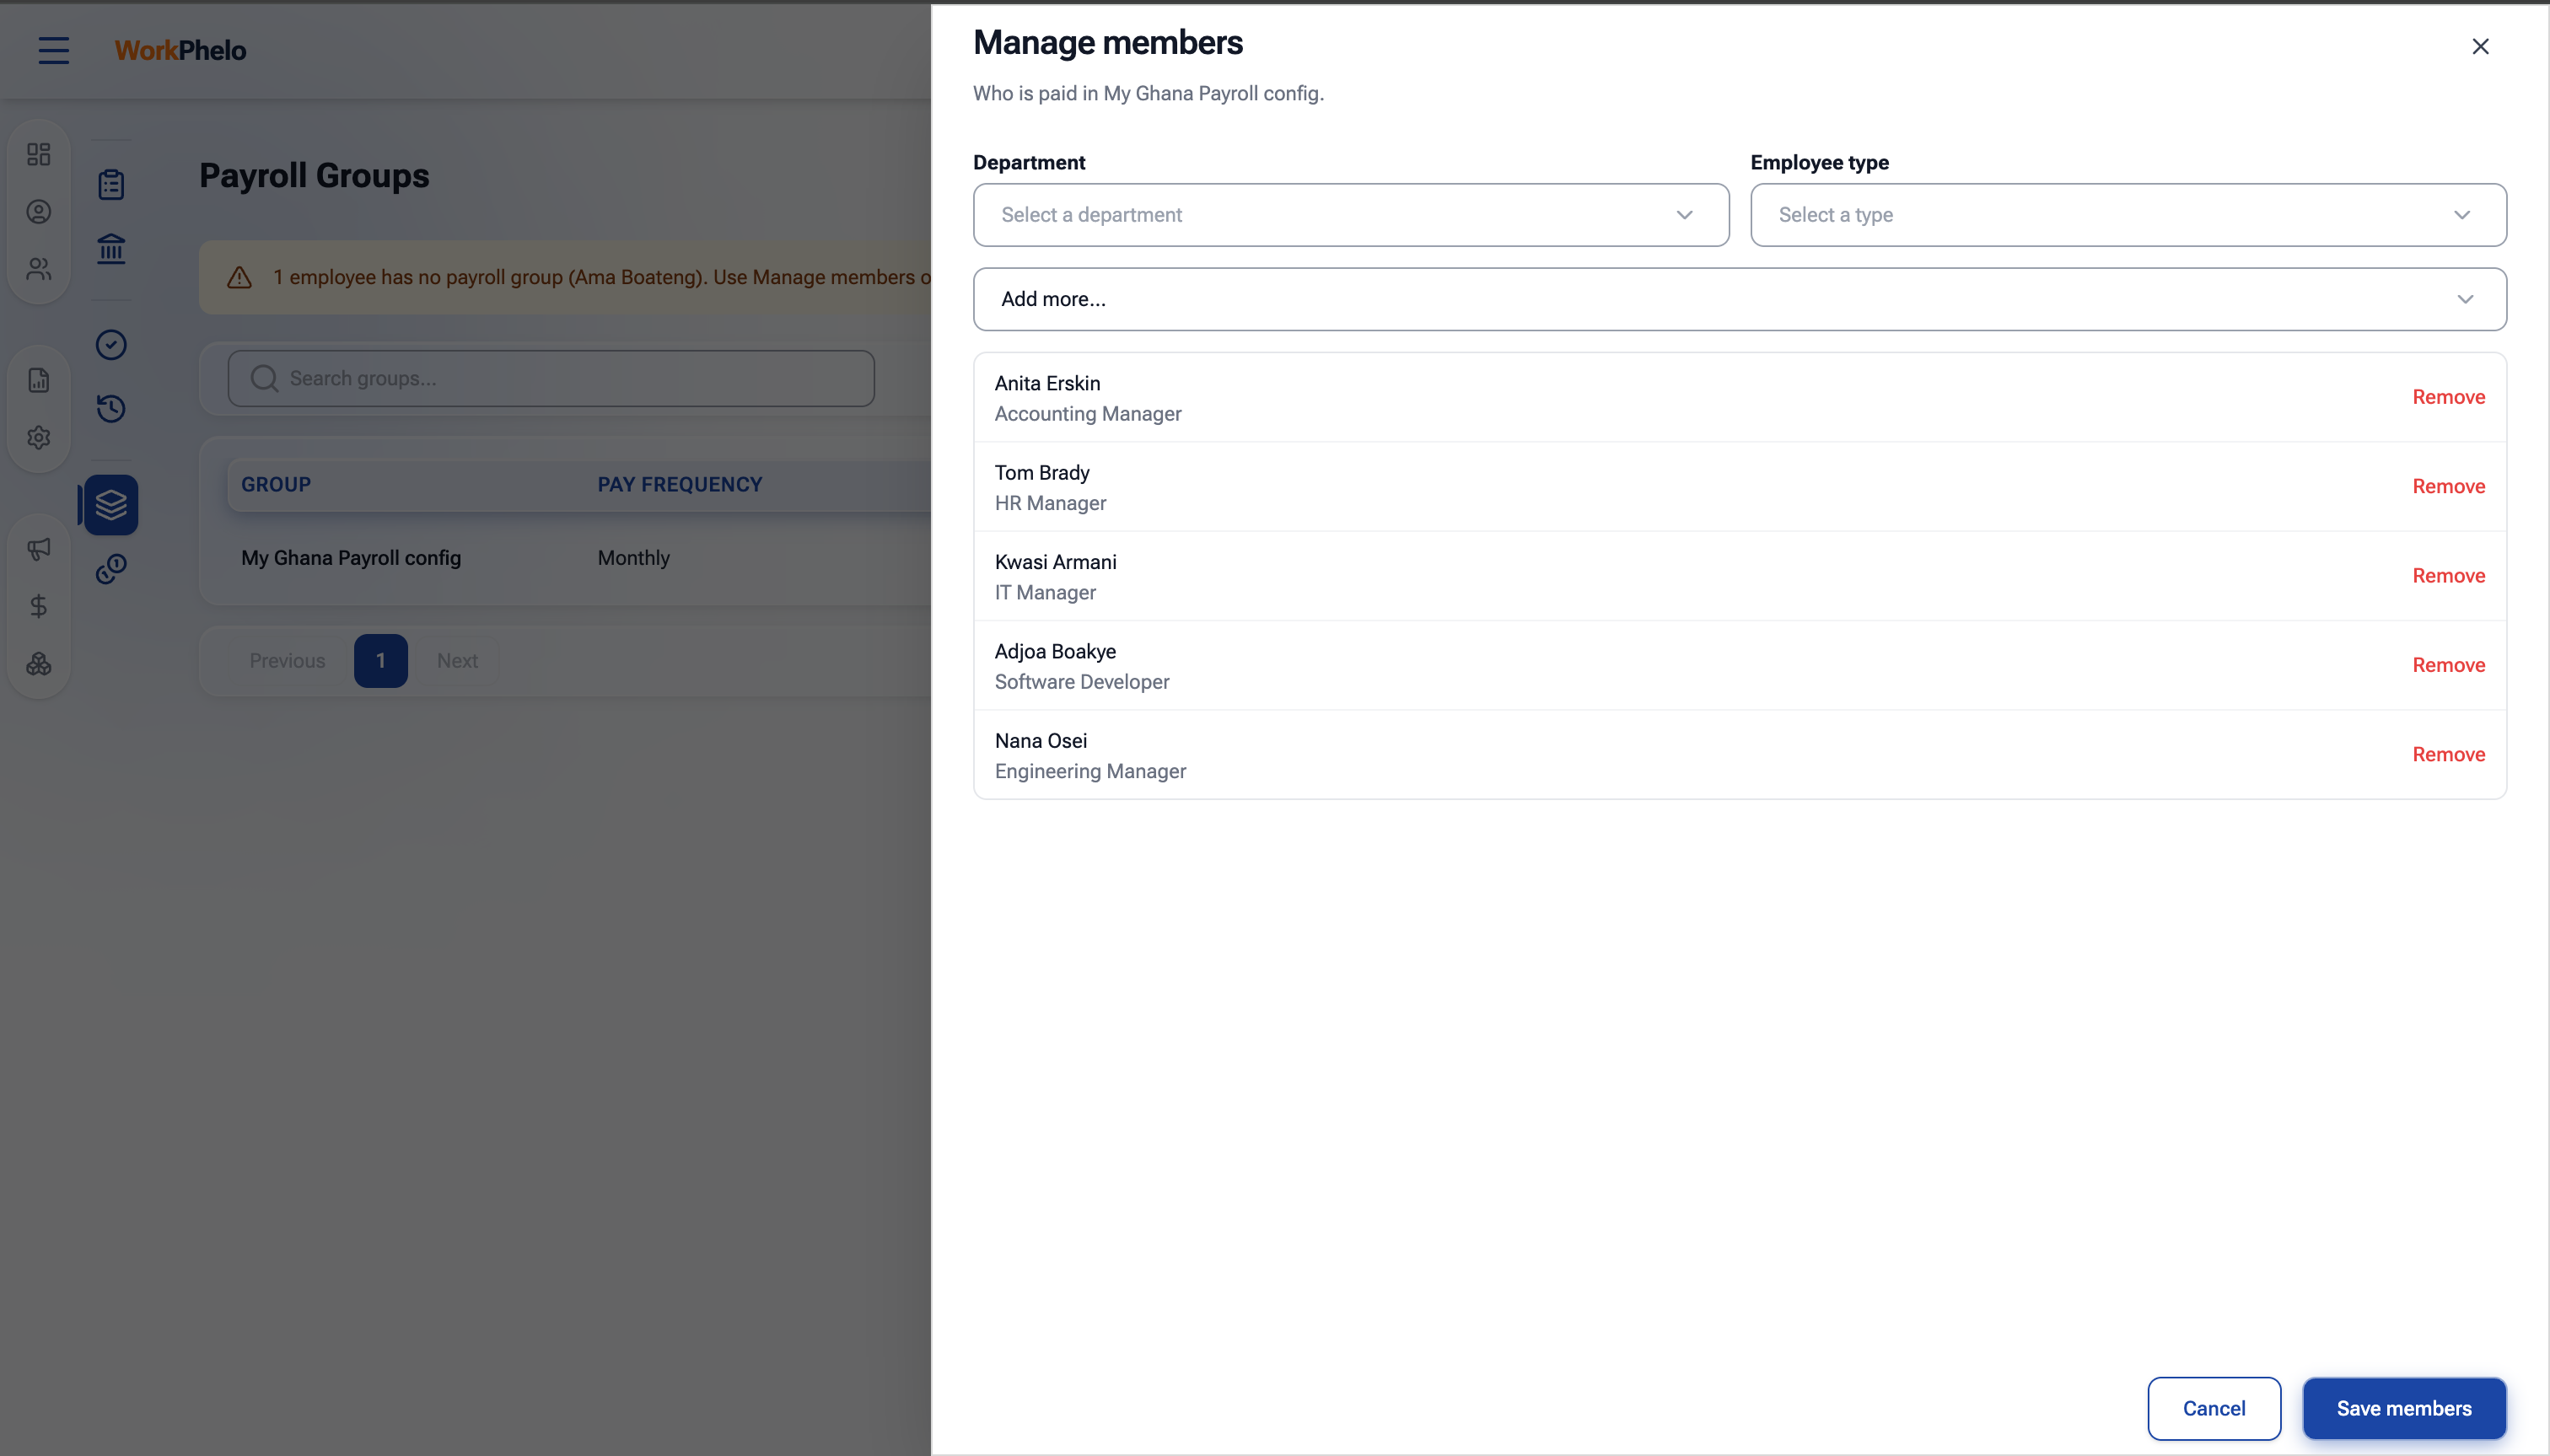 WorkPhelo
Payroll Groups
1 employee has no payroll group (Ama Boateng). Use Manage members o
Search groups...
GROUP PAY FREQUENCY
My Ghana Payroll config Monthly
Previous 1 Next
Manage members
Who is paid in My Ghana Payroll config.
Department Employee type
Select a department Select a type
Add more...
Anita Erskin
Accounting Manager
Remove
Tom Brady
HR Manager
Remove
Kwasi Armani
IT Manager
Remove
Adjoa Boakye
Software Developer
Remove
Nana Osei
Engineering Manager
Remove
Cancel Save members